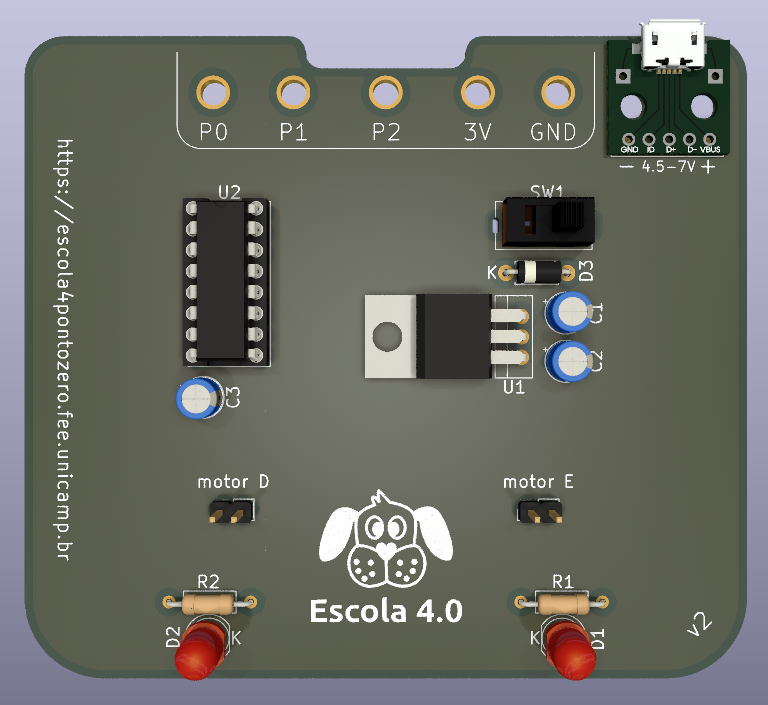 P0 P1 P2 3V GND
GND ID D+ D- VBUS
− 4.5-7V +
U2
SW1
K D3
C1
C2
U1
C3
https://escola4pontozero.fee.unicamp.br
motor D
motor E
R2
R1
Escola 4.0
D2 K
K D1
v2